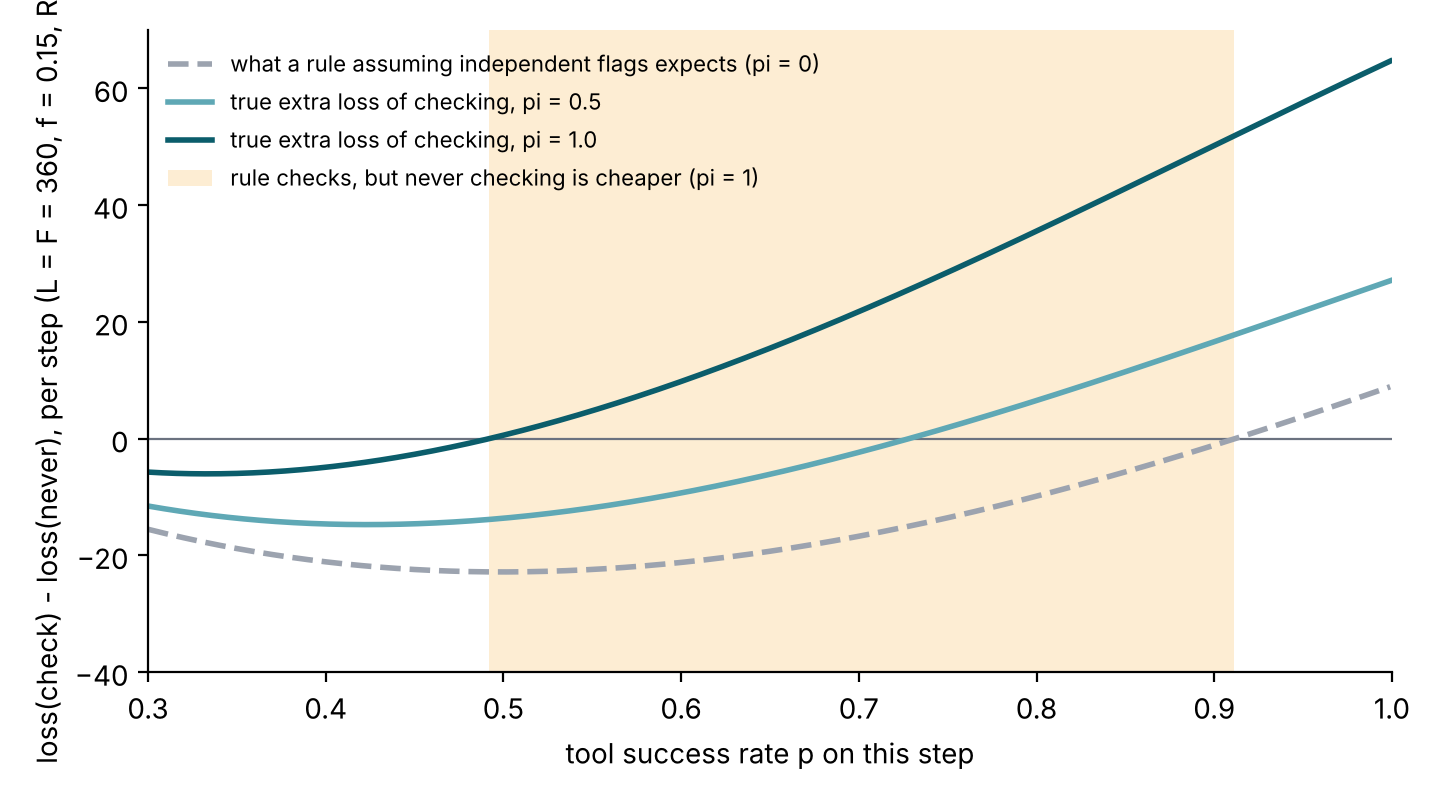 what a rule assuming independent flags expects (pi = 0)
true extra loss of checking, pi = 0.5
true extra loss of checking, pi = 1.0
rule checks, but never checking is cheaper (pi = 1)
loss(check) - loss(never), per step (L = F = 360, f = 0.15, R
60
40
20
0
−20
−40
0.3
0.4
0.5
0.6
0.7
0.8
0.9
1.0
tool success rate p on this step